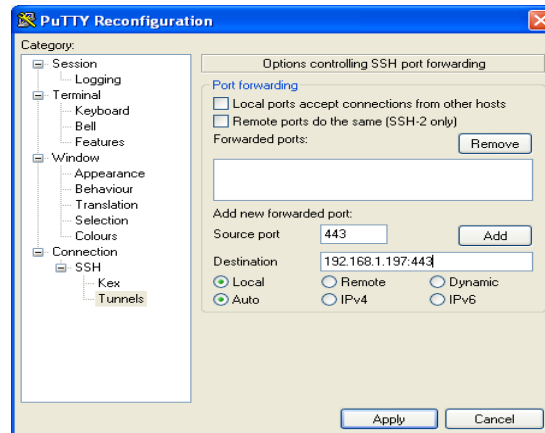 PuTTY Reconfiguration
Category:
Session
Logging
Terminal
Keyboard
Bell
Features
Window
Appearance
Behaviour
Translation
Selection
Colours
Connection
SSH
Kex
Tunnels
Options controlling SSH port forwarding
Port forwarding
Local ports accept connections from other hosts
Remote ports do the same (SSH-2 only)
Forwarded ports:
Remove
Add new forwarded port:
Source port 443 Add
Destination 192.168.1.197:443
Local Remote Dynamic
Auto IPv4 IPv6
Apply Cancel